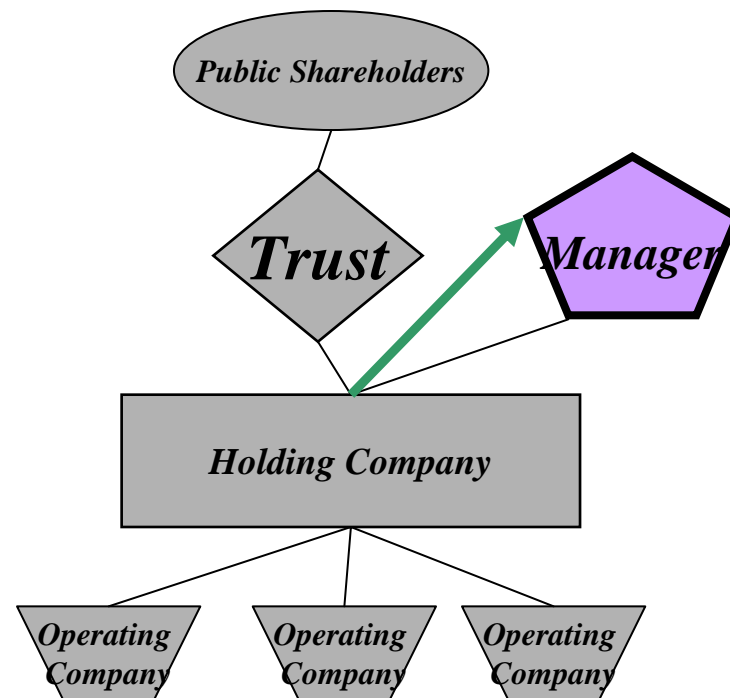 Public Shareholders
Trust
Manager
Holding Company
Operating
Company
Operating
Company
Operating
Company